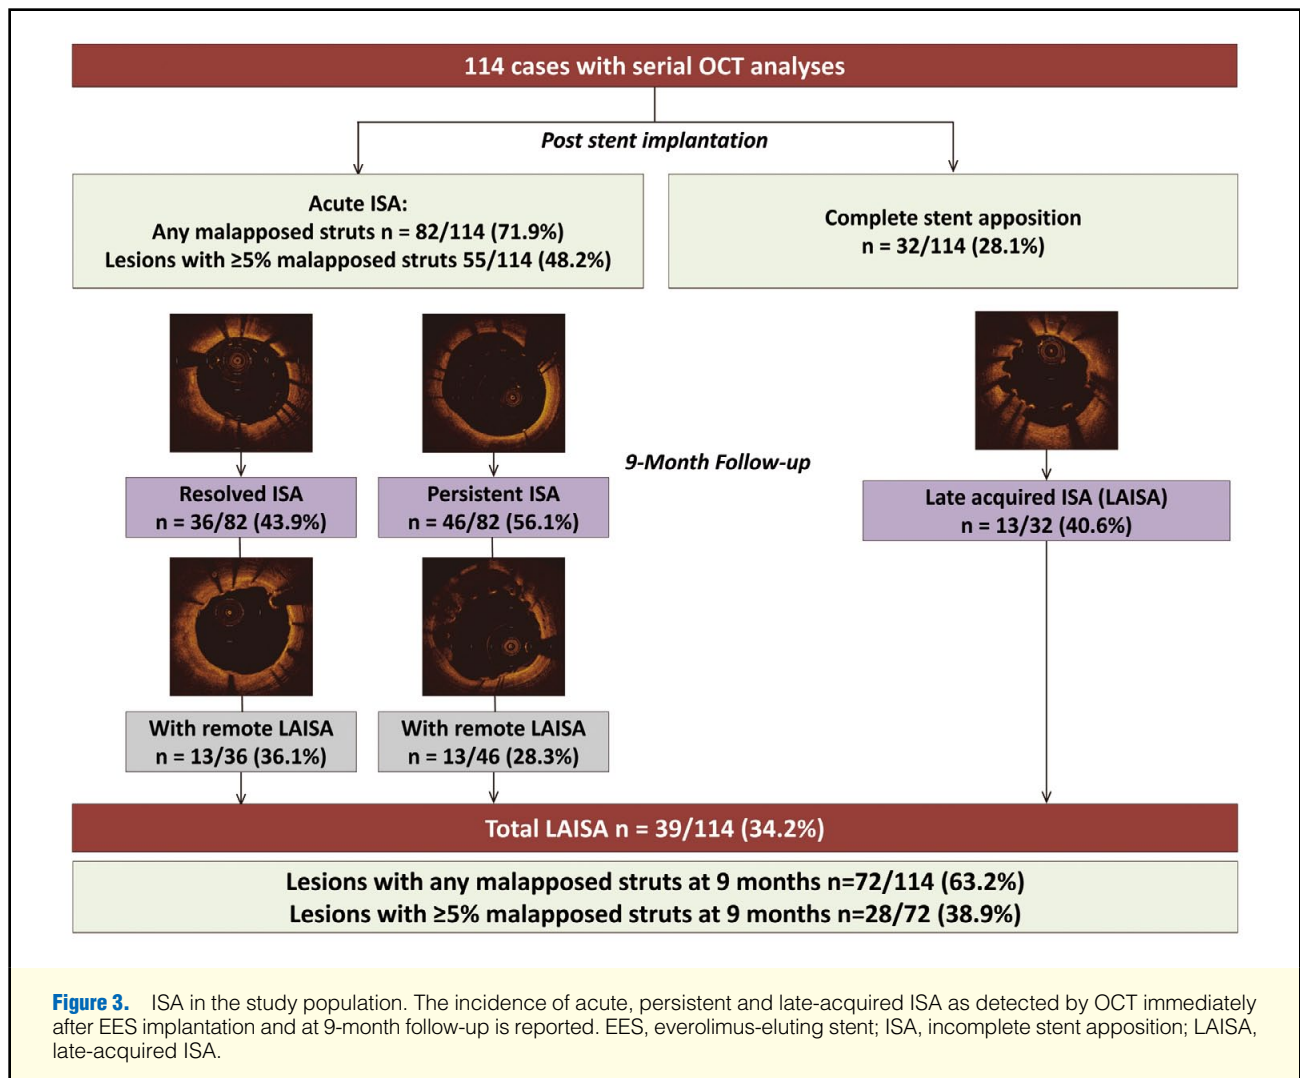 114 cases with serial OCT analyses
Post stent implantation
Acute ISA:
Any malapposed struts n = 82/114 (71.9%)
Lesions with ≥5% malapposed struts 55/114 (48.2%)
Complete stent apposition
n = 32/114 (28.1%)
9-Month Follow-up
Resolved ISA
n = 36/82 (43.9%)
Persistent ISA
n = 46/82 (56.1%)
Late acquired ISA (LAISA)
n = 13/32 (40.6%)
With remote LAISA
n = 13/36 (36.1%)
With remote LAISA
n = 13/46 (28.3%)
Total LAISA n = 39/114 (34.2%)
Lesions with any malapposed struts at 9 months n=72/114 (63.2%)
Lesions with ≥5% malapposed struts at 9 months n=28/72 (38.9%)
Figure 3. ISA in the study population. The incidence of acute, persistent and late-acquired ISA as detected by OCT immediately
after EES implantation and at 9-month follow-up is reported. EES, everolimus-eluting stent; ISA, incomplete stent apposition; LAISA,
late-acquired ISA.